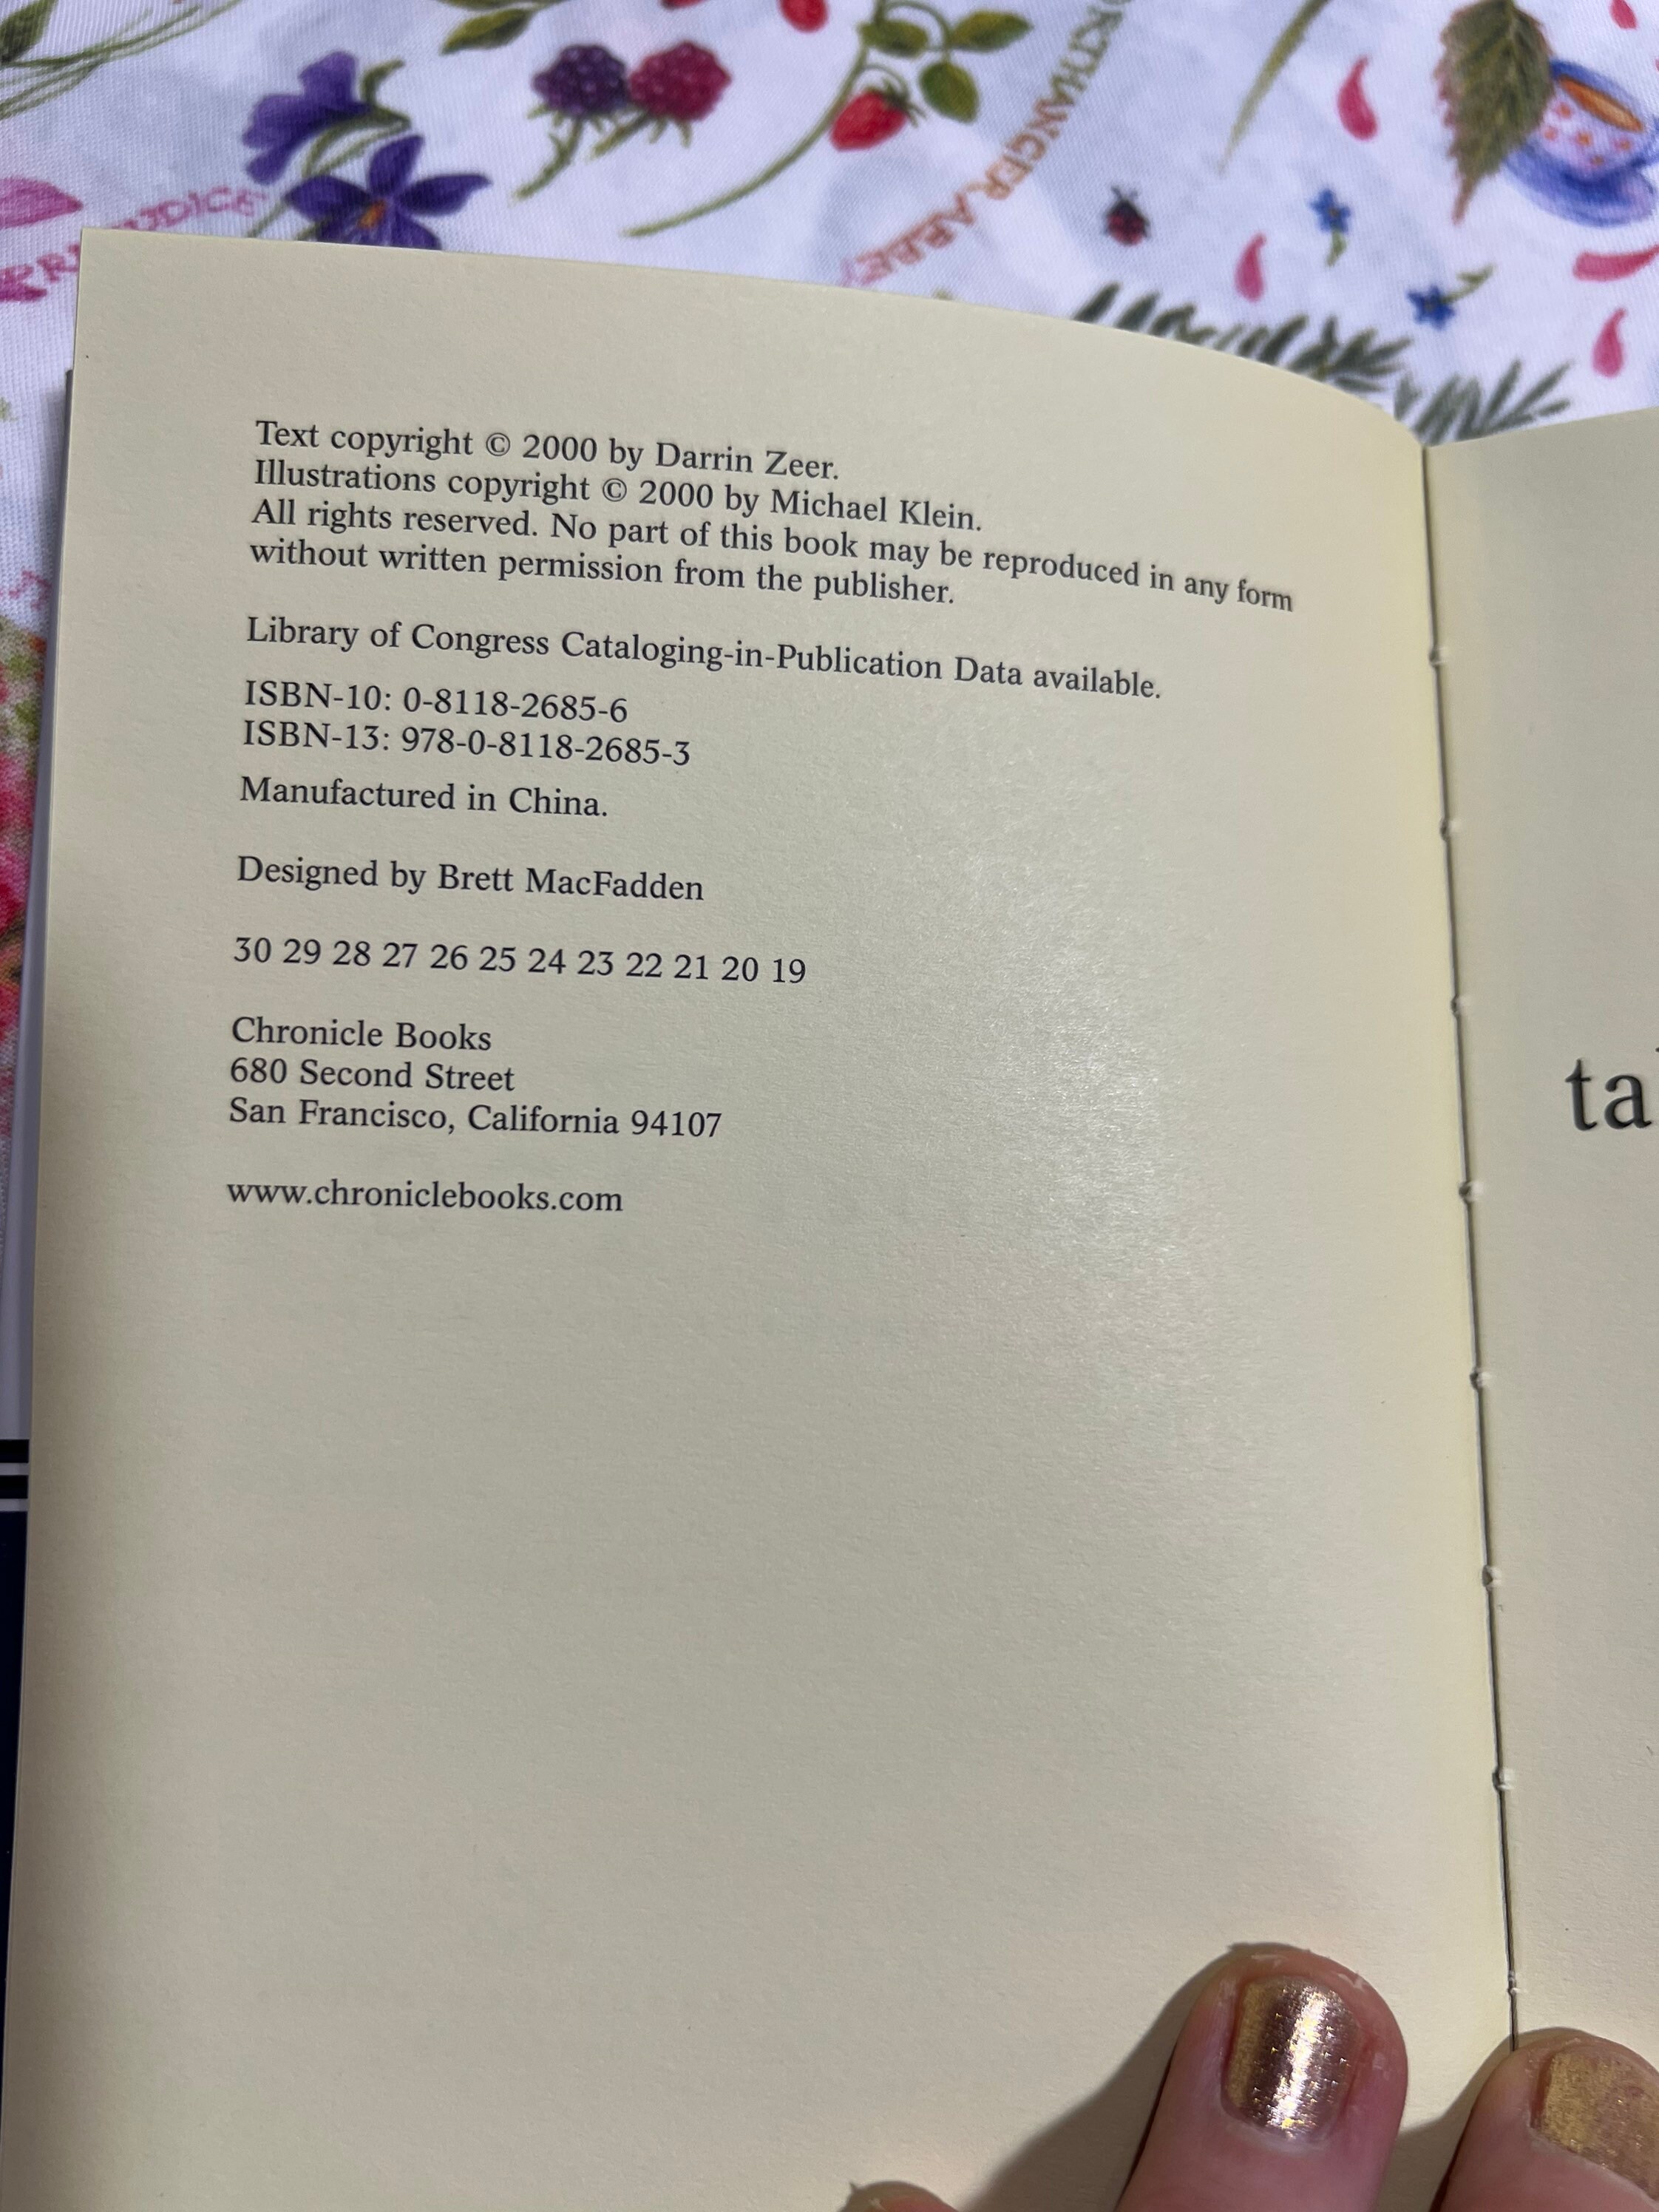 PREJUDICE
NORTHANGER ABBEY
Text copyright © 2000 by Darrin Zeer.
Illustrations copyright © 2000 by Michael Klein.
All rights reserved. No part of this book may be reproduced in any form
without written permission from the publisher.
Library of Congress Cataloging-in-Publication Data available.
ISBN-10: 0-8118-2685-6
ISBN-13: 978-0-8118-2685-3
Manufactured in China.
Designed by Brett MacFadden
30 29 28 27 26 25 24 23 22 21 20 19
Chronicle Books
680 Second Street
San Francisco, California 94107
www.chroniclebooks.com
ta